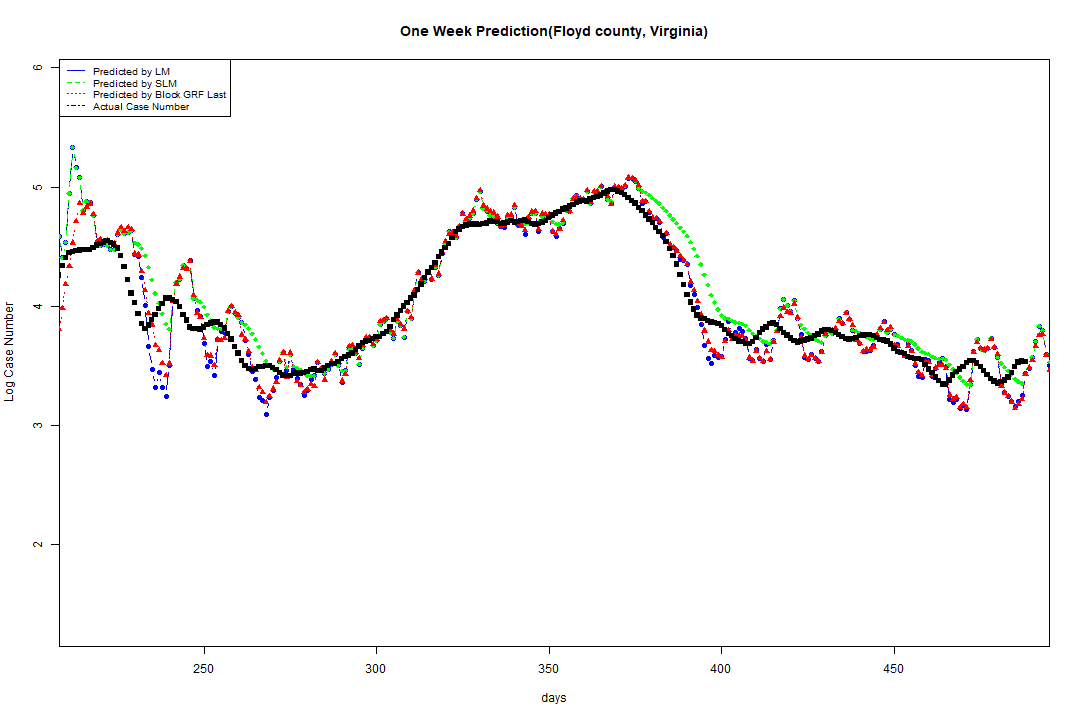 One Week Prediction(Floyd county, Virginia)
Predicted by LM
Predicted by SLM
Predicted by Block GRF Last
Actual Case Number
Log Case Number
6
5
4
3
2
250 300 350 400 450
days